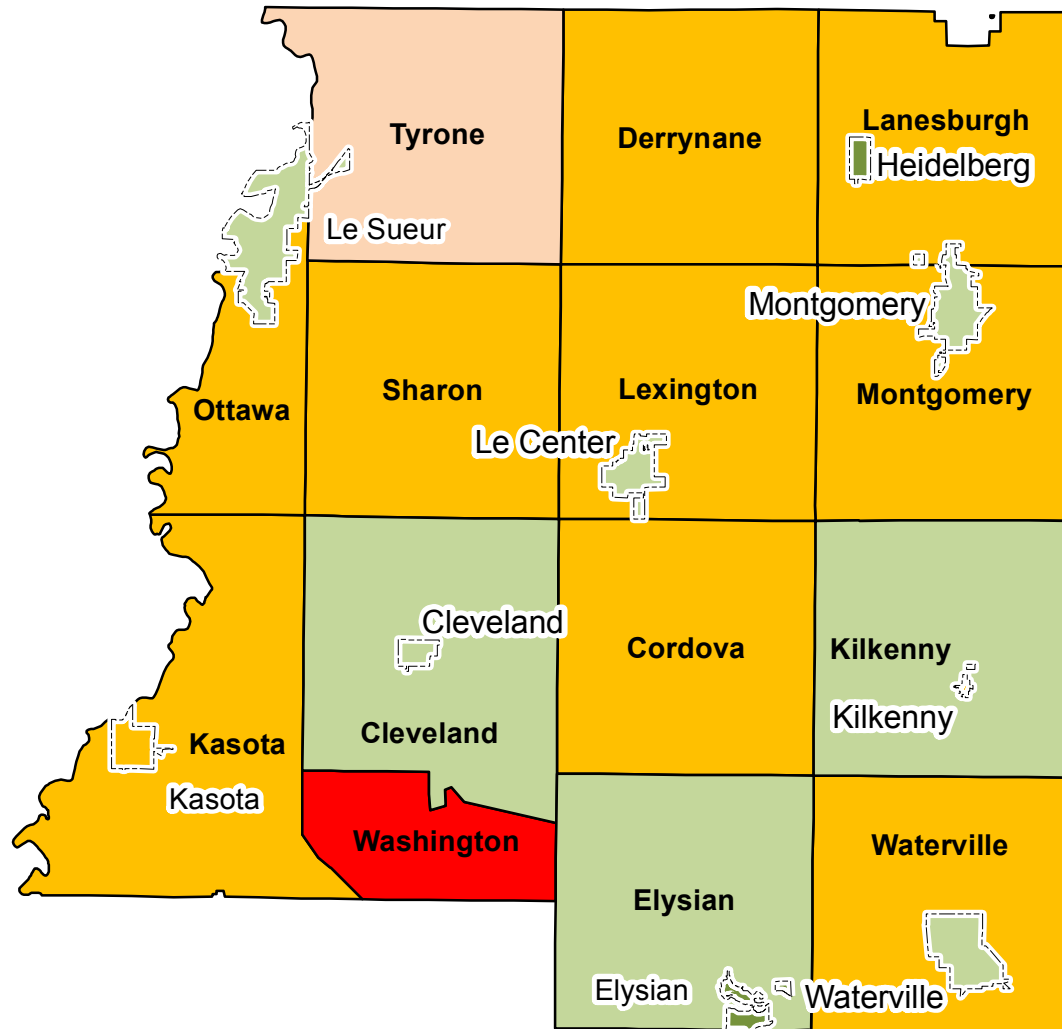 Tyrone
Derrynane
Lanesburgh
Heidelberg
Le Sueur
Montgomery
Ottawa
Sharon
Lexington
Montgomery
Le Center
Cleveland
Cordova
Kilkenny
Kilkenny
Cleveland
Kasota
Kasota
Washington
Waterville
Elysian
Elysian
Waterville